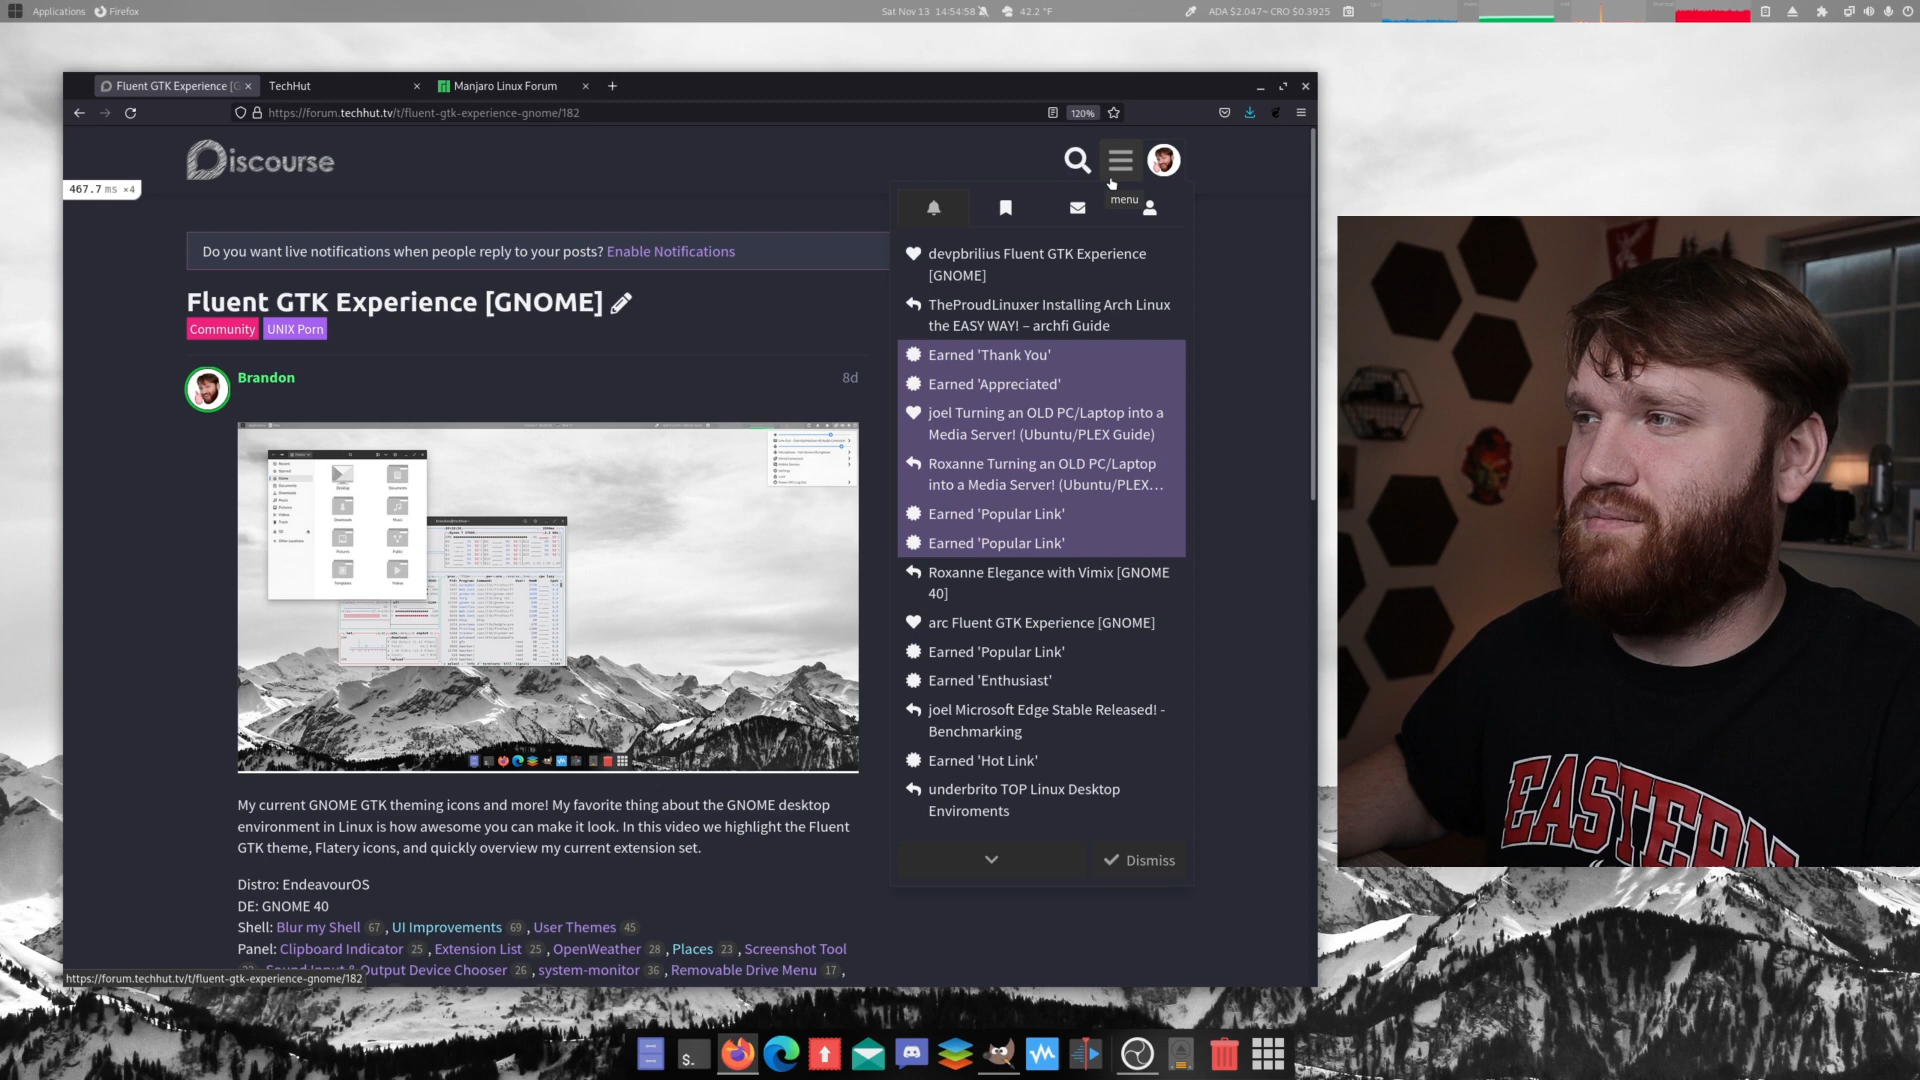 Applications Firefox
Sat Nov 13 14:54:58 42.2 °F
ADA $2.047~ CRO $0.3925
Fluent GTK Experience [G
TechHut
Manjaro Linux Forum
https://forum.techhut.tv/t/fluent-gtk-experience-gnome/182
120%
Discourse
467.7 ms ×4
menu
Do you want live notifications when people reply to your posts? Enable Notifications
Fluent GTK Experience [GNOME]
Community UNIX Porn
Brandon
8d
My current GNOME GTK theming icons and more! My favorite thing about the GNOME desktop
environment in Linux is how awesome you can make it look. In this video we highlight the Fluent
GTK theme, Flatery icons, and quickly overview my current extension set.
Distro: EndeavourOS
DE: GNOME 40
Shell: Blur my Shell 67 , UI Improvements 69 , User Themes 45
Panel: Clipboard Indicator 25 , Extension List 25 , OpenWeather 28 , Places 23 , Screenshot Tool
Sound Input & Output Device Chooser 26 , system-monitor 36 , Removable Drive Menu 17 ,
https://forum.techhut.tv/t/fluent-gtk-experience-gnome/182
devpbrilius Fluent GTK Experience
[GNOME]
TheProudLinuxer Installing Arch Linux
the EASY WAY! – archfi Guide
Earned 'Thank You'
Earned 'Appreciated'
joel Turning an OLD PC/Laptop into a
Media Server! (Ubuntu/PLEX Guide)
Roxanne Turning an OLD PC/Laptop
into a Media Server! (Ubuntu/PLEX…
Earned 'Popular Link'
Earned 'Popular Link'
Roxanne Elegance with Vimix [GNOME
40]
arc Fluent GTK Experience [GNOME]
Earned 'Popular Link'
Earned 'Enthusiast'
joel Microsoft Edge Stable Released! -
Benchmarking
Earned 'Hot Link'
underbrito TOP Linux Desktop
Enviroments
Dismiss
EASTERN